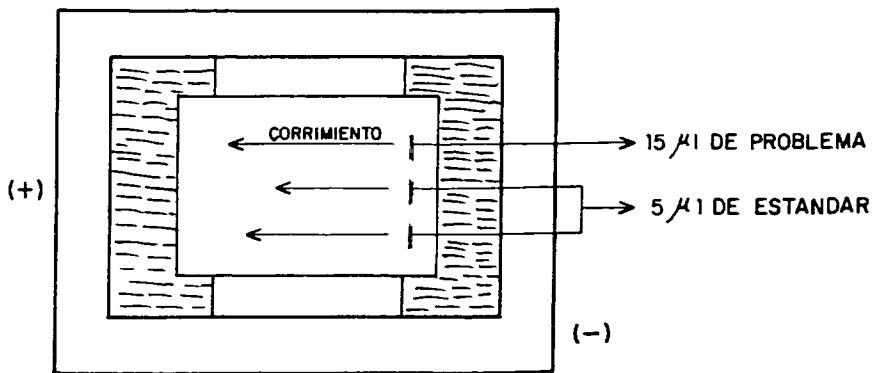 CORRIMIENTO
15 µl DE PROBLEMA
(+)
5 µl DE ESTANDAR
(-)